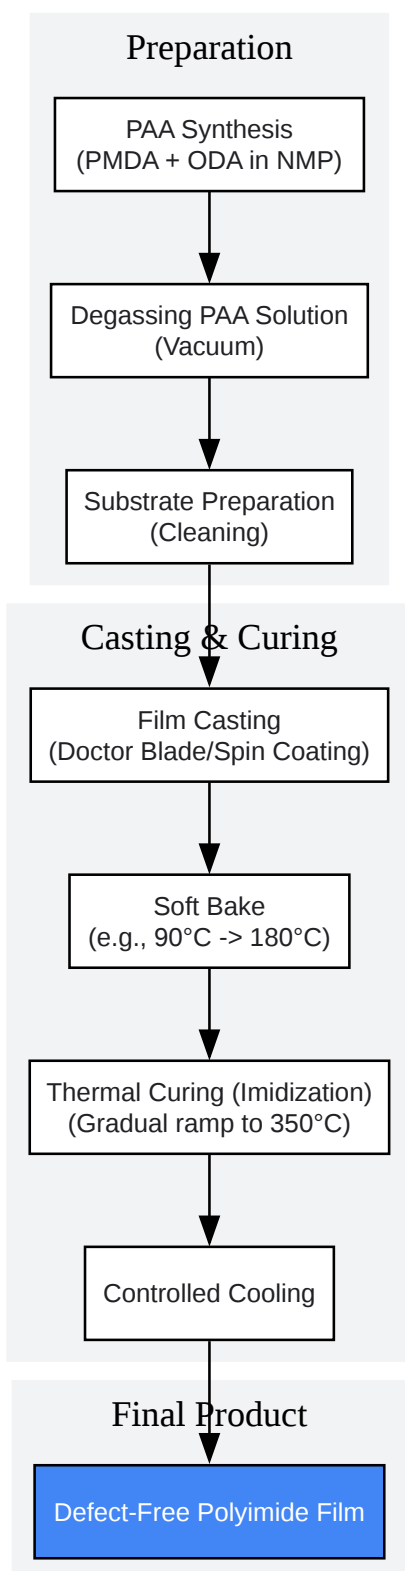 Preparation
PAA Synthesis
(PMDA + ODA in NMP)
Degassing PAA Solution
(Vacuum)
Substrate Preparation
(Cleaning)
Casting & Curing
Film Casting
(Doctor Blade/Spin Coating)
Soft Bake
(e.g., 90°C -> 180°C)
Thermal Curing (Imidization)
(Gradual ramp to 350°C)
Controlled Cooling
Final Product
Defect-Free Polyimide Film